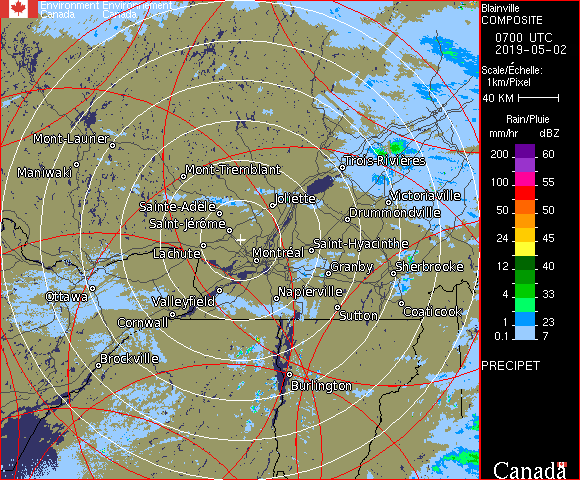 Environment Environnement
Canada Canada
Blainville
COMPOSITE
0700 UTC
2019-05-02
Scale/Échelle:
1km/Pixel
40 KM
Rain/Pluie
mm/hr dBZ
200 60
100 55
50 50
24 45
12 40
4 33
1 23
0.1 7
PRECIPET
Canada
Mont-Laurier
Maniwaki
Mont-Tremblant
Trois-Rivières
Sainte-Adèle
Joliette
Victoriaville
Drummondville
Saint-Jérôme
Lachute
Montréal
Saint-Hyacinthe
Granby
Sherbrooke
Ottawa
Valleyfield
Napierville
Cornwall
Sutton
Coaticook
Brockville
Burlington